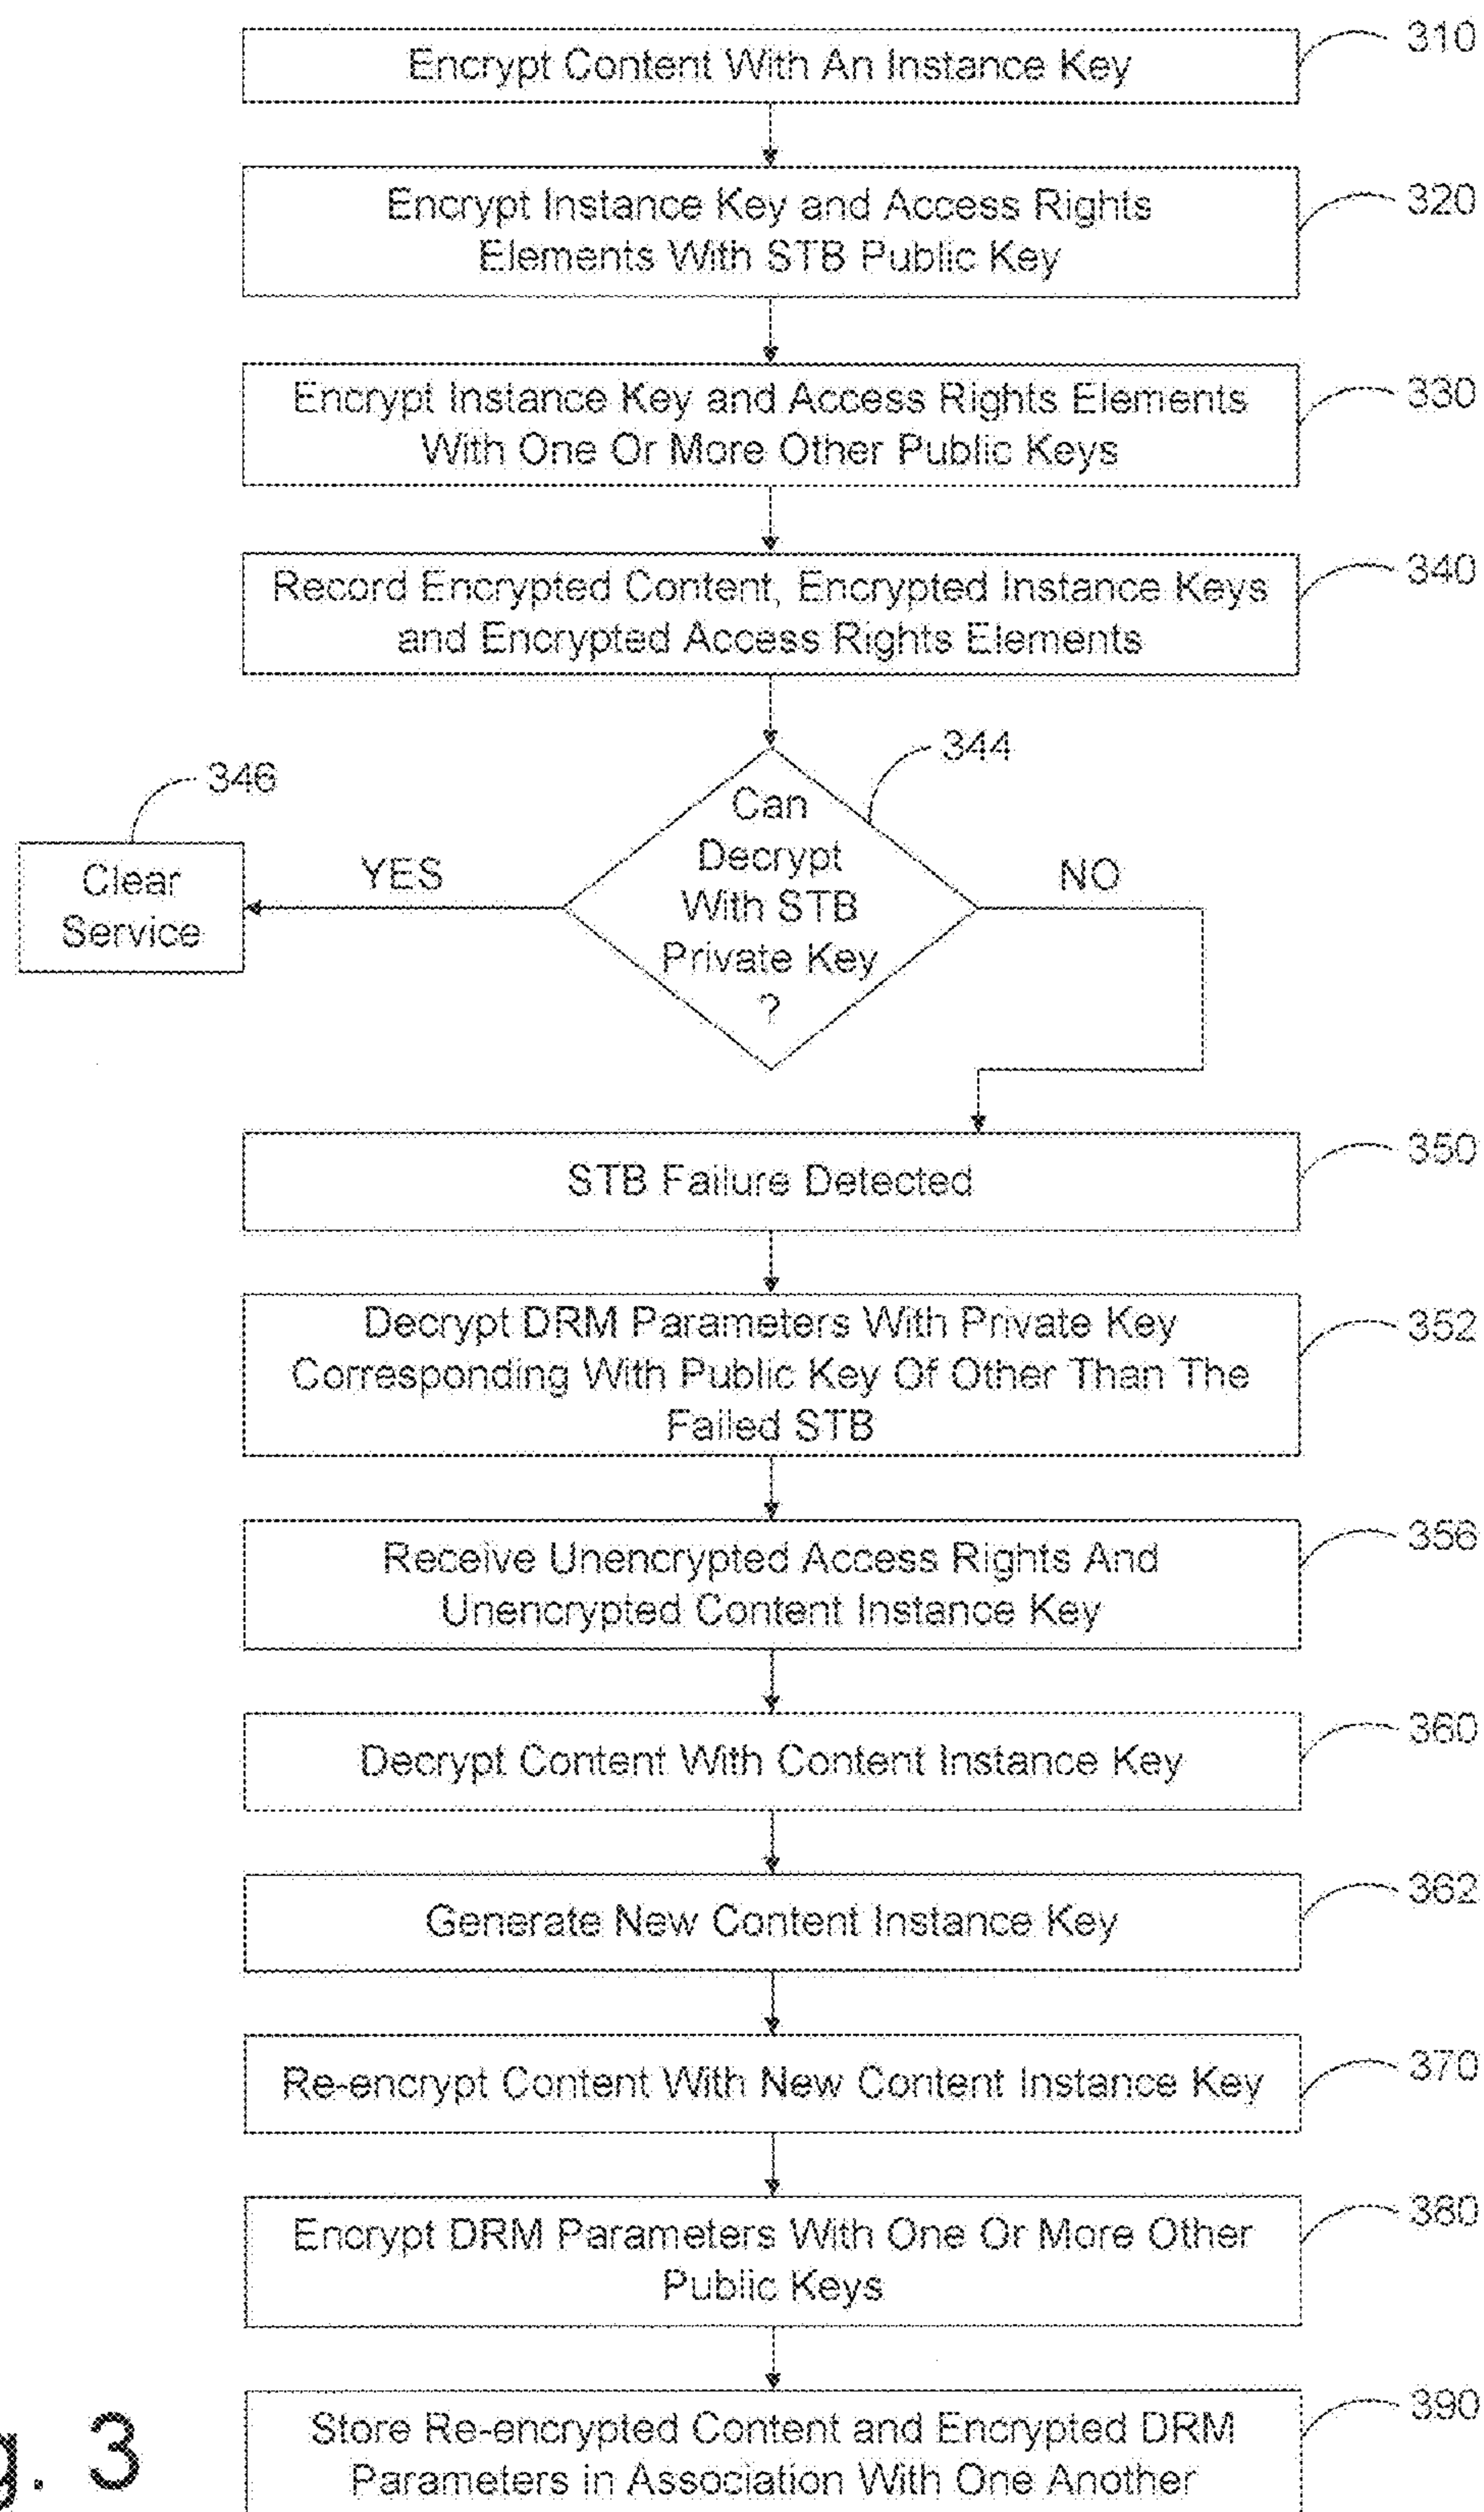 310
Encrypt Content With An Instance Key
320
Encrypt Instance Key and Access Rights
Elements With STB Public Key
330
Encrypt Instance Key and Access Rights Elements
With One Or More Other Public Keys
340
Record Encrypted Content, Encrypted Instance Keys
and Encrypted Access Rights Elements
344
346
Can
Decrypt
With STB
Private Key
?
YES
NO
Clear
Service
350
STB Failure Detected
352
Decrypt DRM Parameters With Private Key
Corresponding With Public Key Of Other Than The
Failed STB
356
Receive Unencrypted Access Rights And
Unencrypted Content Instance Key
360
Decrypt Content With Content Instance Key
362
Generate New Content Instance Key
370
Re-encrypt Content With New Content Instance Key
380
Encrypt DRM Parameters With One Or More Other
Public Keys
390
Store Re-encrypted Content and Encrypted DRM
Parameters in Association With One Another
g. 3